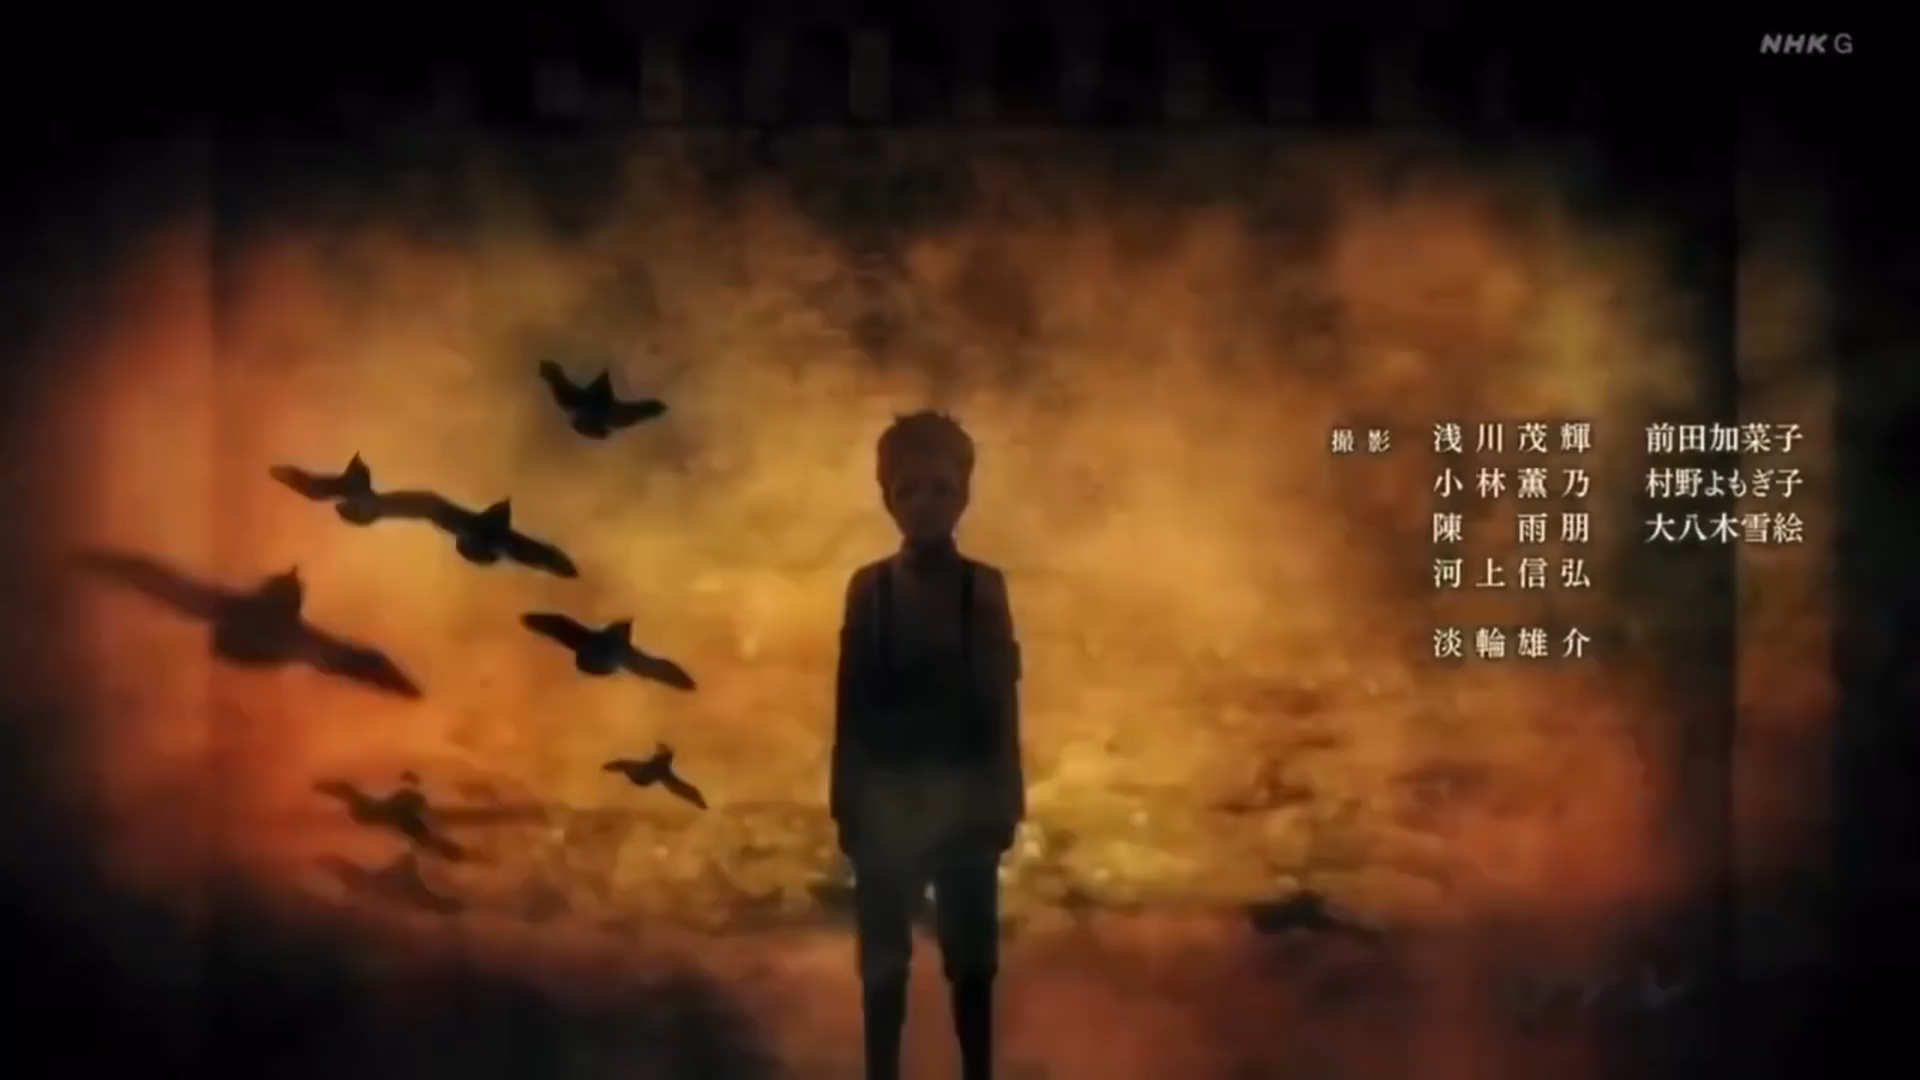 NHK G
撮影 浅川茂輝 前田加菜子
小林薫乃 村野よもぎ子
陳 雨朋 大八木雪絵
河上信弘
淡輪雄介